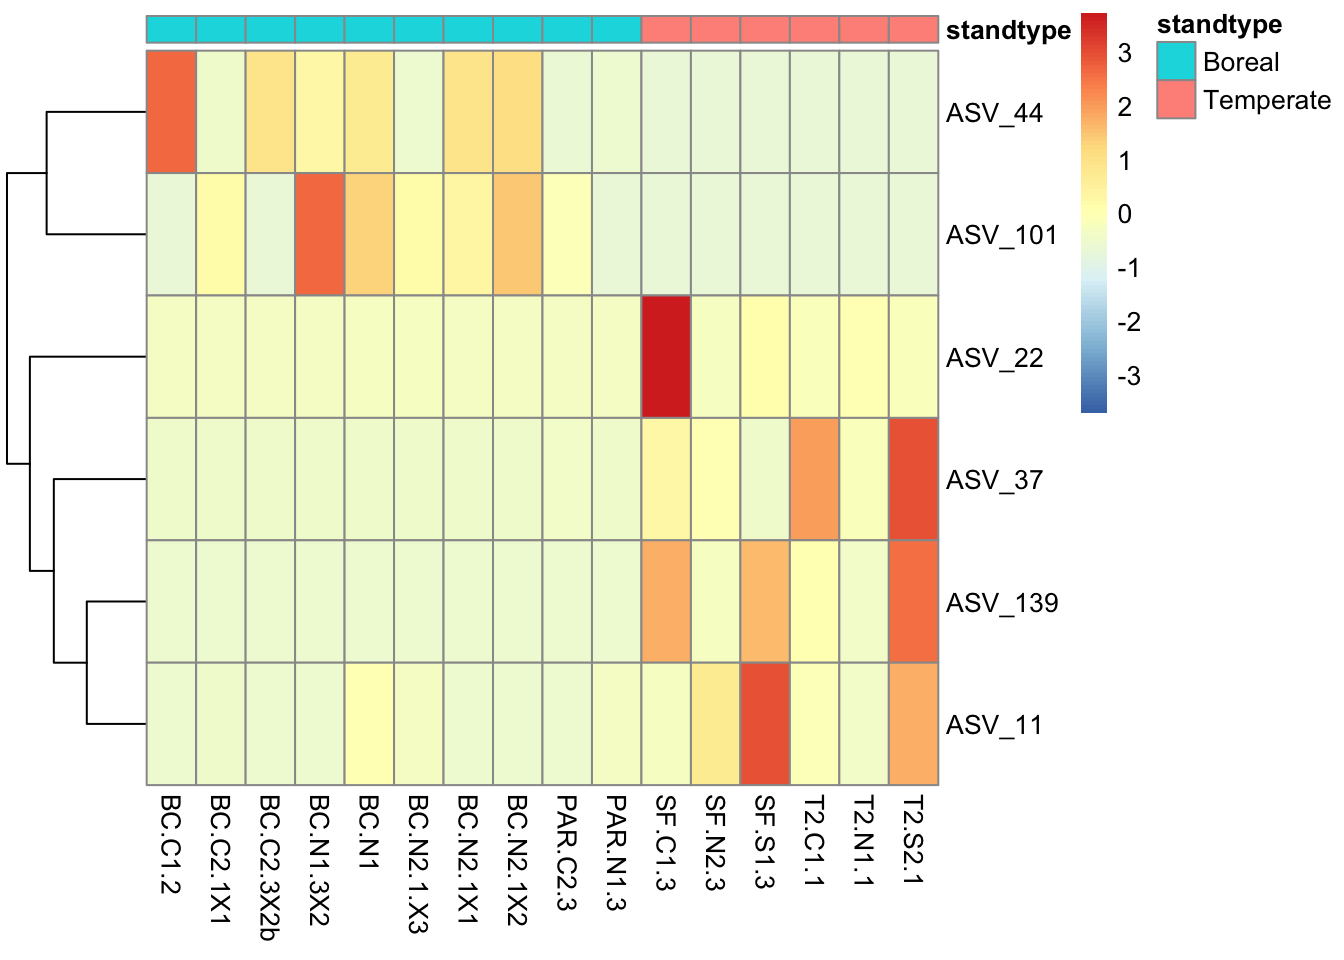 standtype
3
2
1
0
-1
-2
-3
standtype
Boreal
Temperate
ASV_44
ASV_101
ASV_22
ASV_37
ASV_139
ASV_11
BC.C1.2
BC.C2.1X1
BC.C2.3X2b
BC.N1.3X2
BC.N1
BC.N2.1.X3
BC.N2.1X1
BC.N2.1X2
PAR.C2.3
PAR.N1.3
SF.C1.3
SF.N2.3
SF.S1.3
T2.C1.1
T2.N1.1
T2.S2.1